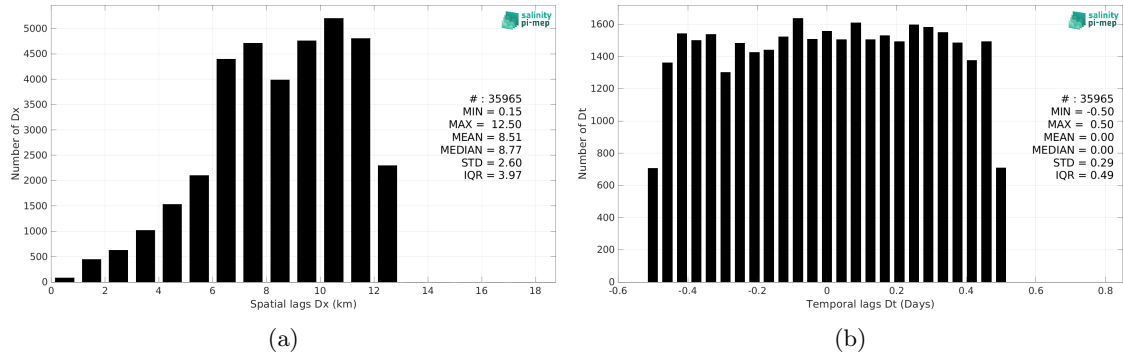 salinity
pi-mep
5000
4500
4000
3500
3000
2500
2000
1500
1000
500
0
Number of Dx
# : 35965
MIN = 0.15
MAX = 12.50
MEAN = 8.51
MEDIAN = 8.77
STD = 2.60
IQR = 3.97
0 2 4 6 8 10 12 14 16 18
Spatial lags Dx (km)
(a)
salinity
pi-mep
1600
1400
1200
1000
800
600
400
200
0
Number of Dt
# : 35965
MIN = -0.50
MAX = 0.50
MEAN = 0.00
MEDIAN = 0.00
STD = 0.29
IQR = 0.49
-0.6 -0.4 -0.2 0 0.2 0.4 0.6 0.8
Temporal lags Dt (Days)
(b)